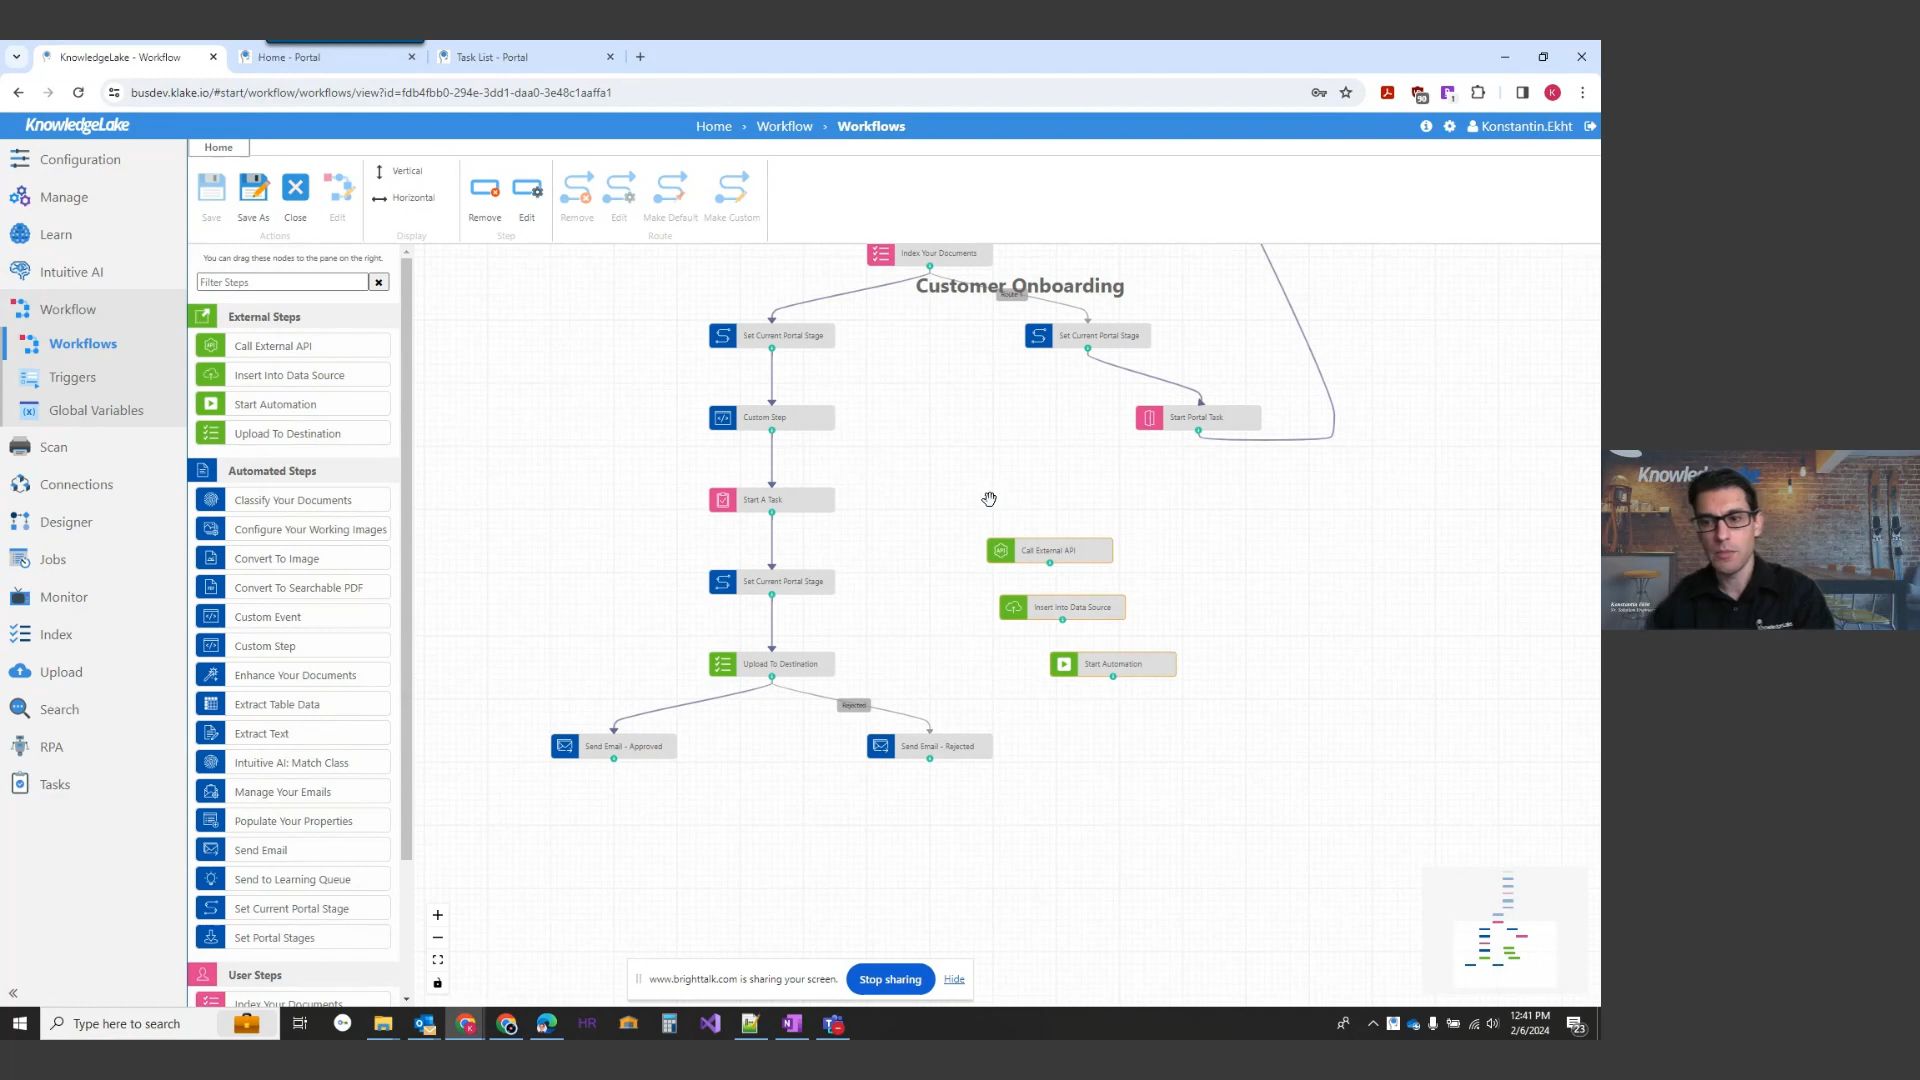 KnowledgeLake - Workflow
Home - Portal
Task List - Portal
busdev.klake.io/#start/workflow/workflows/view?id=fdb4fbb0-294e-3dd1-daa0-3e48c1aaffa1
90
1
K
KnowledgeLake
Home › Workflow › Workflows
Konstantin.Ekht
Configuration
Manage
Learn
Intuitive AI
Workflow
Workflows
Triggers
Global Variables
Scan
Connections
Designer
Jobs
Monitor
Index
Upload
Search
RPA
Tasks
Home
Save
Save As
Close
Edit
Actions
Vertical
Horizontal
Display
Remove
Edit
Step
Remove
Edit
Make Default
Make Custom
Route
You can drag these nodes to the pane on the right.
Filter Steps
External Steps
Call External API
Insert Into Data Source
Start Automation
Upload To Destination
Automated Steps
Classify Your Documents
Configure Your Working Images
Convert To Image
Convert To Searchable PDF
Custom Event
Custom Step
Enhance Your Documents
Extract Table Data
Extract Text
Intuitive AI: Match Class
Manage Your Emails
Populate Your Properties
Send Email
Send to Learning Queue
Set Current Portal Stage
Set Portal Stages
User Steps
Index Your Documents
Index Your Documents
Customer Onboarding
Set Current Portal Stage
Set Current Portal Stage
Custom Step
Start Portal Task
Start A Task
Call External API
Set Current Portal Stage
Insert Into Data Source
Upload To Destination
Start Automation
Rejected
Send Email - Approved
Send Email - Rejected
www.brighttalk.com is sharing your screen.
Stop sharing
Hide
KnowledgeLake
Konstantin Ekht
Type here to search
HR
12:41 PM
2/6/2024
23